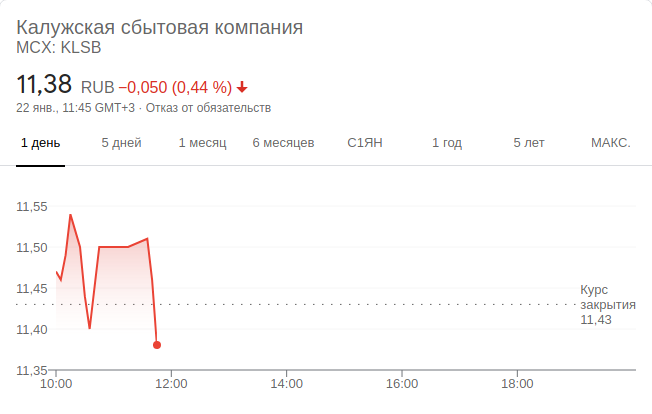 Калужская сбытовая компания
MCX: KLSB
11,38 RUB −0,050 (0,44 %)
22 янв., 11:45 GMT+3 · Отказ от обязательств
1 день 5 дней 1 месяц 6 месяцев С1ЯН 1 год 5 лет МАКС.
11,55
11,50
11,45
Курс
закрытия
11,43
11,40
11,35
10:00 12:00 14:00 16:00 18:00